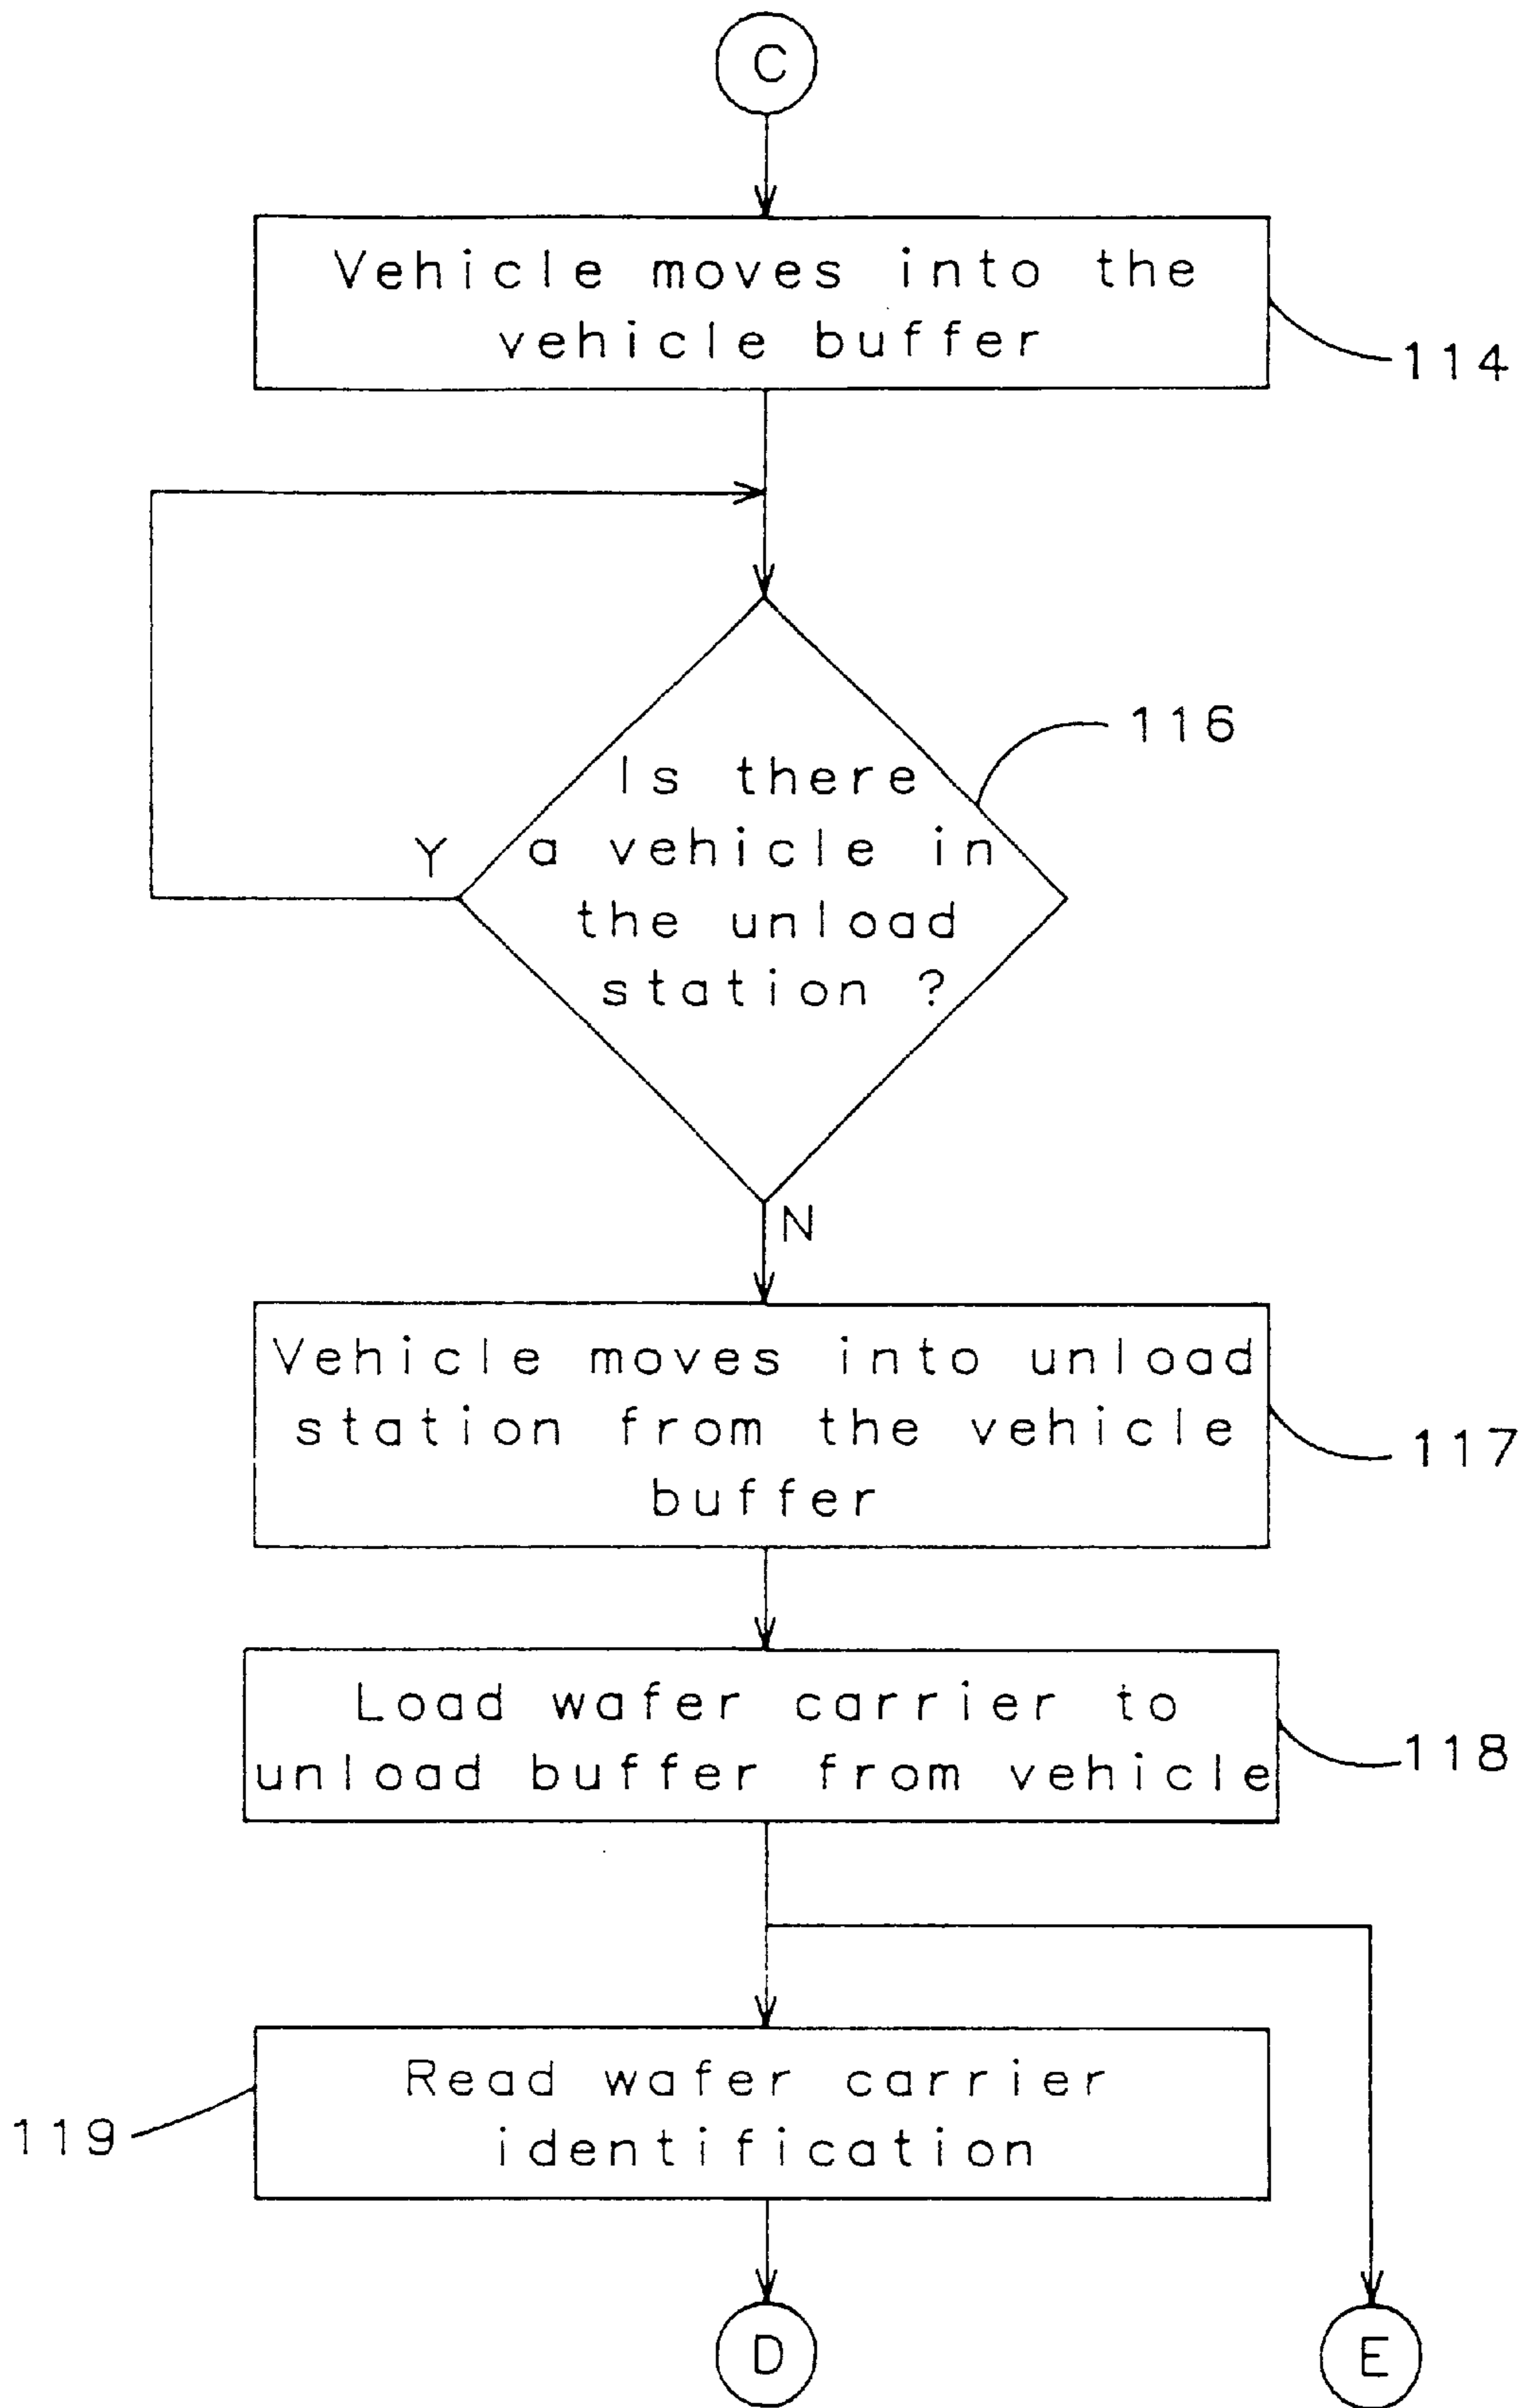 C
Vehicle moves into the
vehicle buffer
114
116
Is there
Y
a vehicle in
the unload
station ?
N
Vehicle moves into unload
station from the vehicle
buffer
117
Load wafer carrier to
unload buffer from vehicle
118
Read wafer carrier
identification
119
D
E